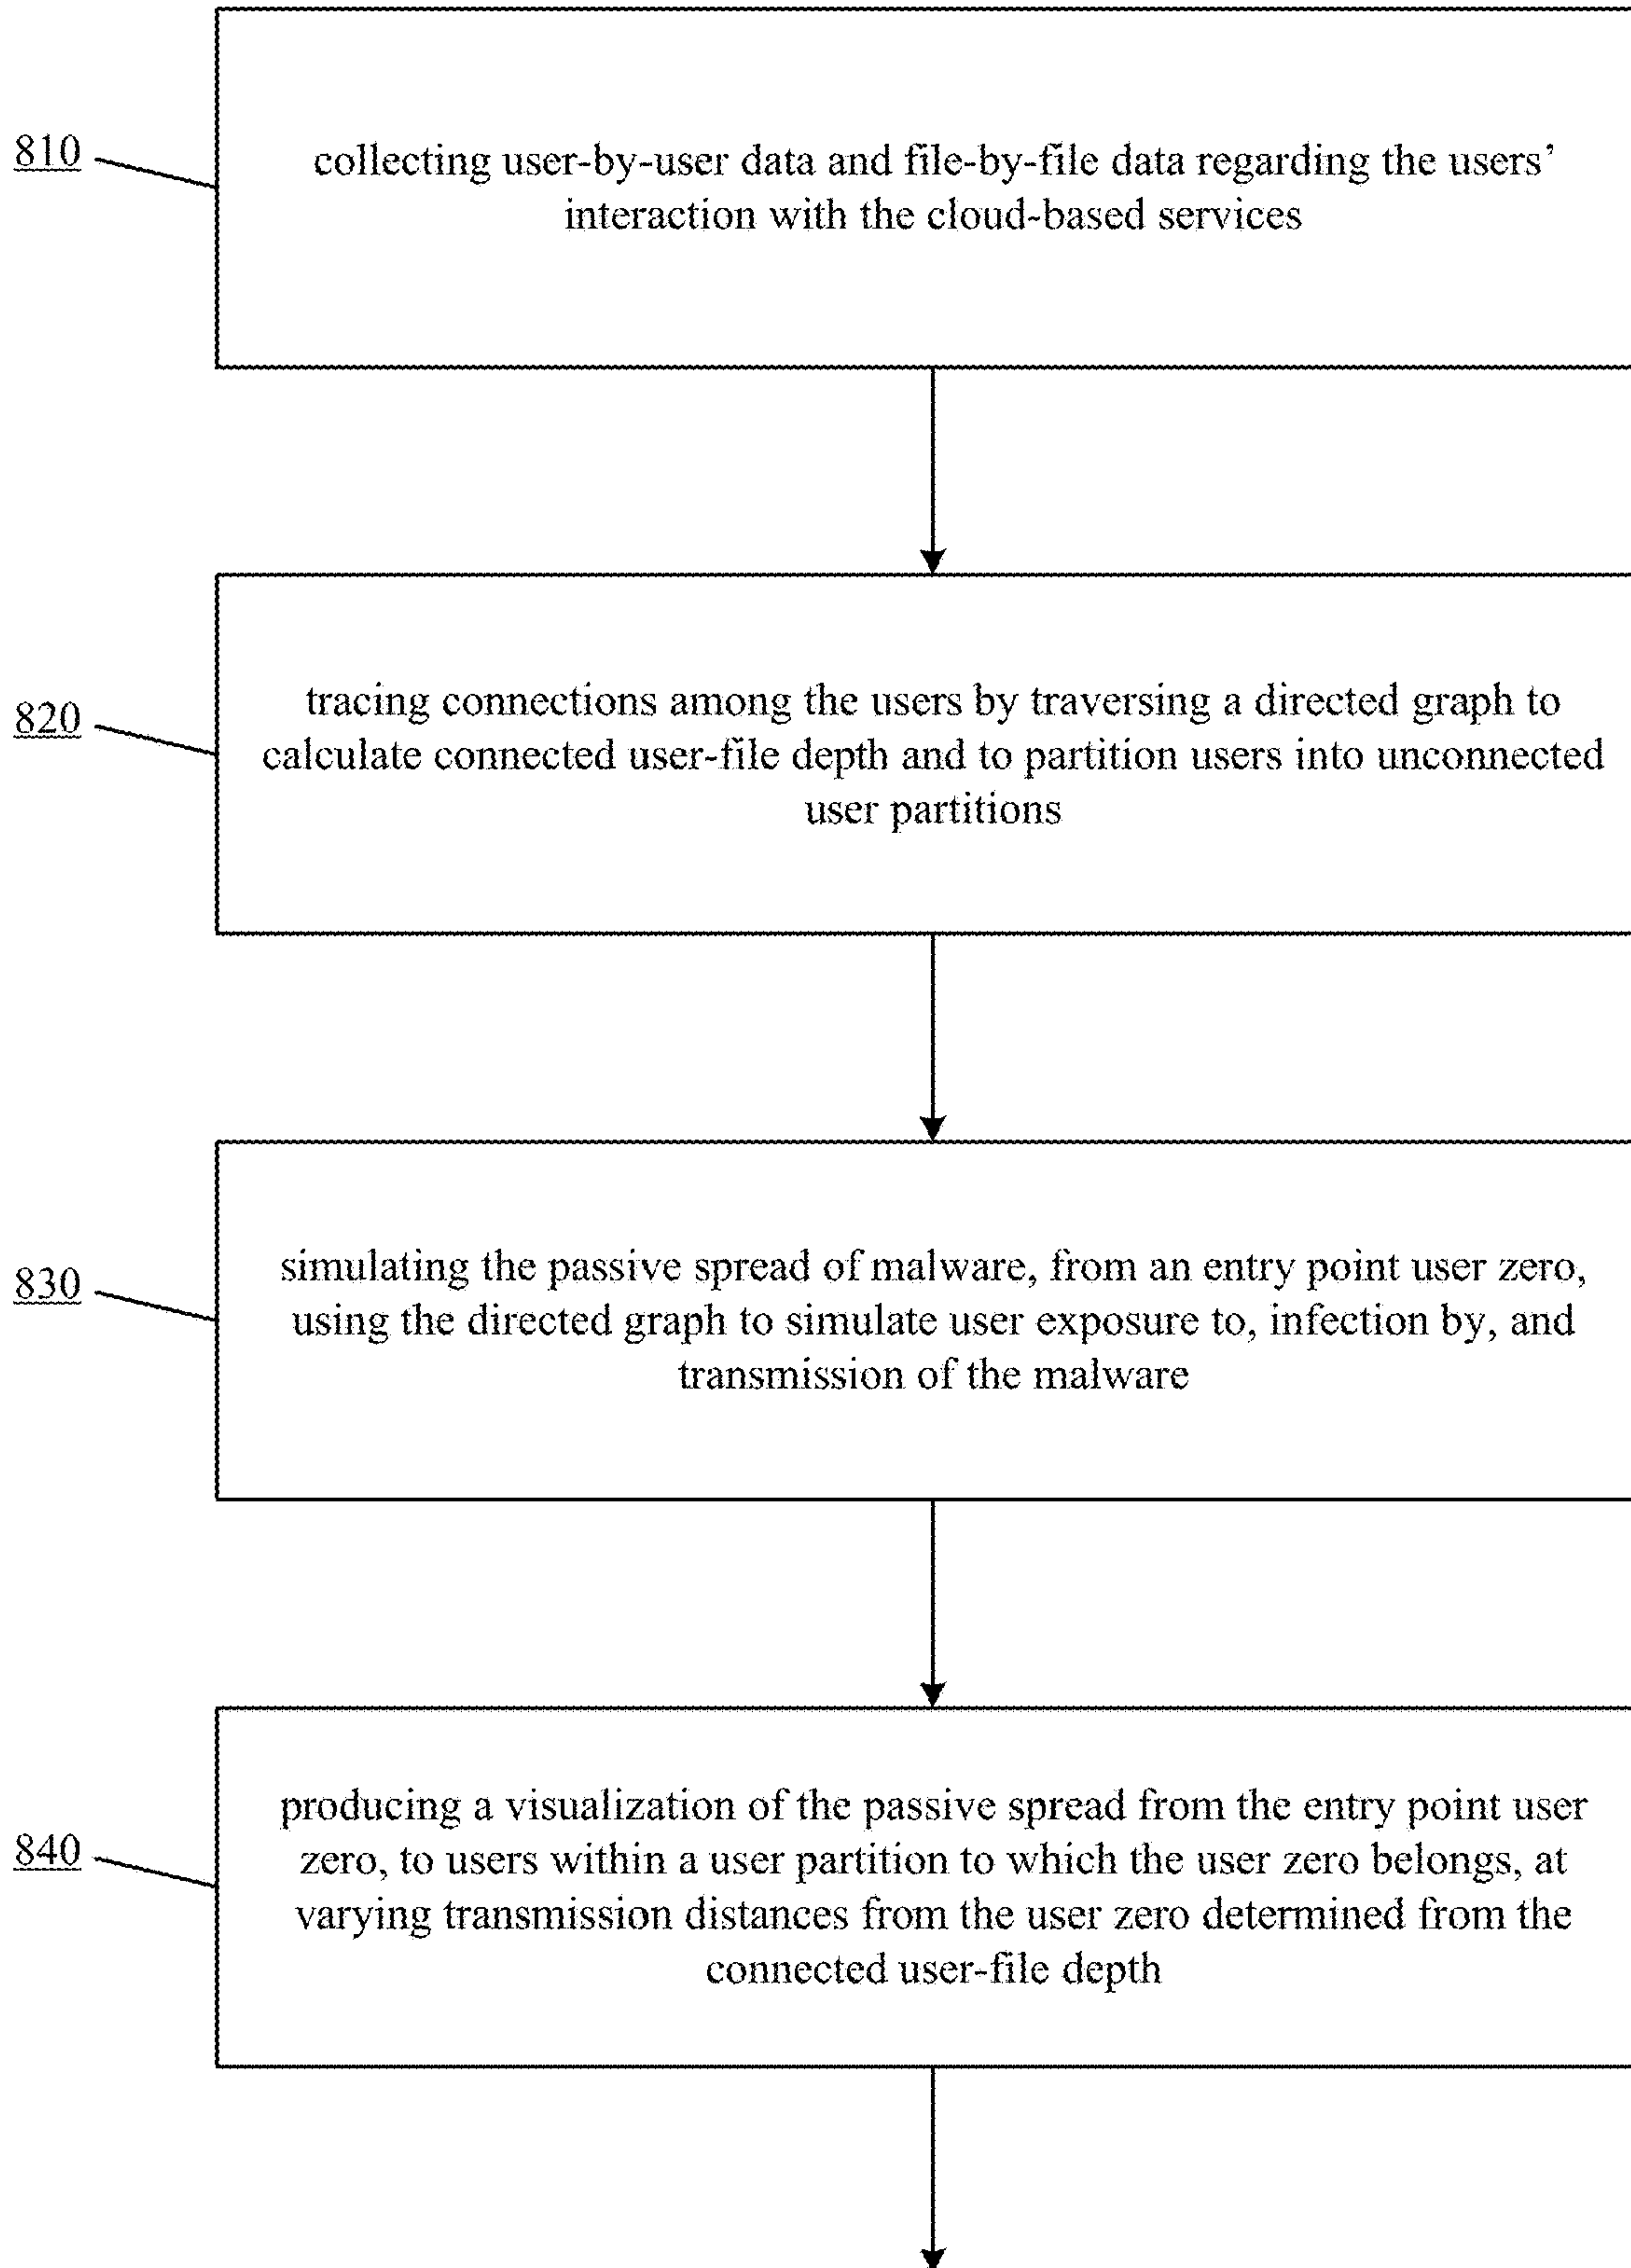 810
collecting user-by-user data and file-by-file data regarding the users'
interaction with the cloud-based services
820
tracing connections among the users by traversing a directed graph to
calculate connected user-file depth and to partition users into unconnected
user partitions
830
simulating the passive spread of malware, from an entry point user zero,
using the directed graph to simulate user exposure to, infection by, and
transmission of the malware
840
producing a visualization of the passive spread from the entry point user
zero, to users within a user partition to which the user zero belongs, at
varying transmission distances from the user zero determined from the
connected user-file depth